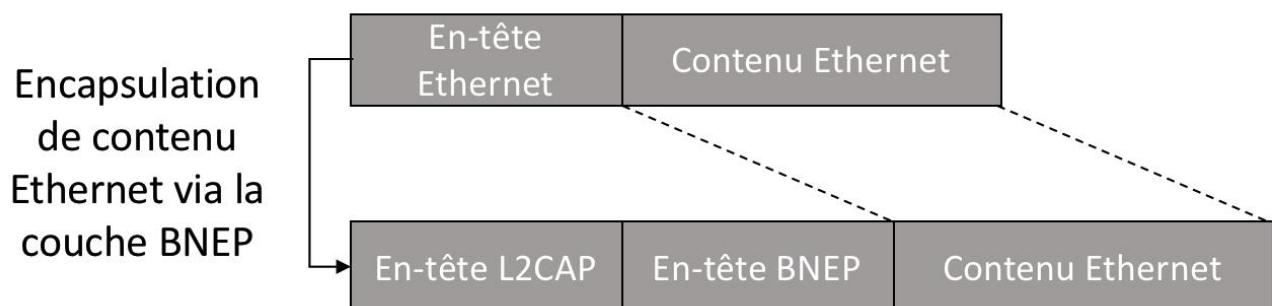 Encapsulation
de contenu
Ethernet via la
couche BNEP
En-tête
Ethernet
Contenu Ethernet
En-tête L2CAP
En-tête BNEP
Contenu Ethernet